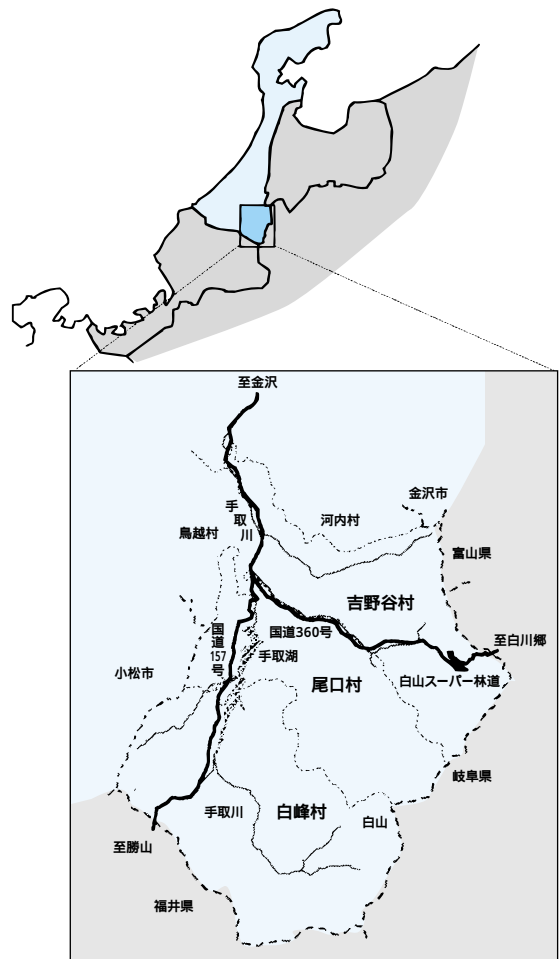 至金沢
金沢市
手取川
河内村
鳥越村
富山県
吉野谷村
国道360号
国道157号
至白川郷
手取湖
小松市
尾口村
白山スーパー林道
岐阜県
手取川
白峰村
白山
至勝山
福井県